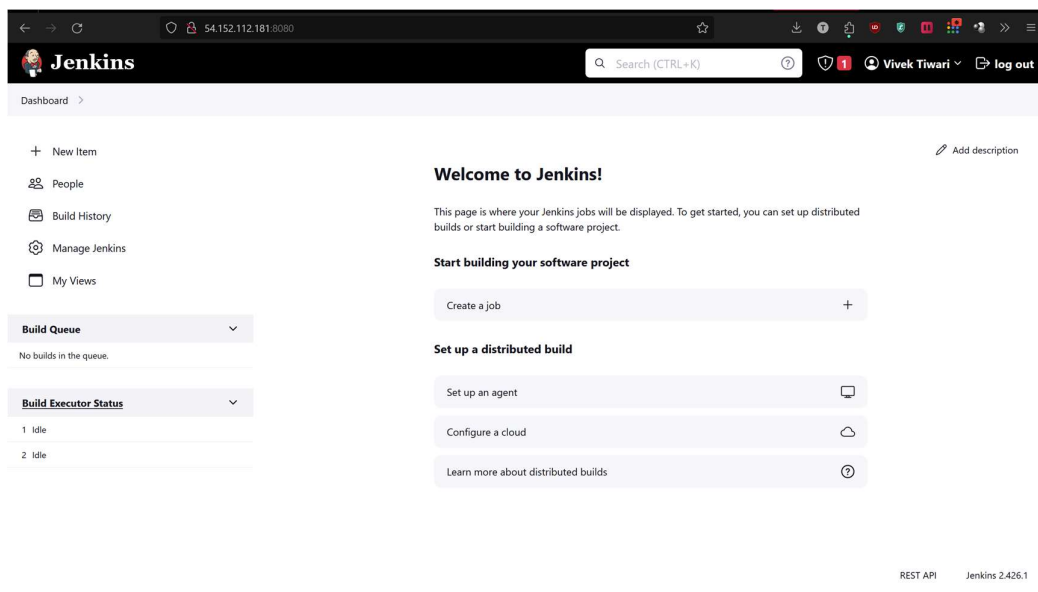 54.152.112.181:8080
Jenkins
Search (CTRL+K)
1
Vivek Tiwari
log out
Dashboard
New Item
People
Build History
Manage Jenkins
My Views
Build Queue
No builds in the queue.
Build Executor Status
1 Idle
2 Idle
Add description
Welcome to Jenkins!
This page is where your Jenkins jobs will be displayed. To get started, you can set up distributed
builds or start building a software project.
Start building your software project
Create a job
Set up a distributed build
Set up an agent
Configure a cloud
Learn more about distributed builds
REST API
Jenkins 2.426.1